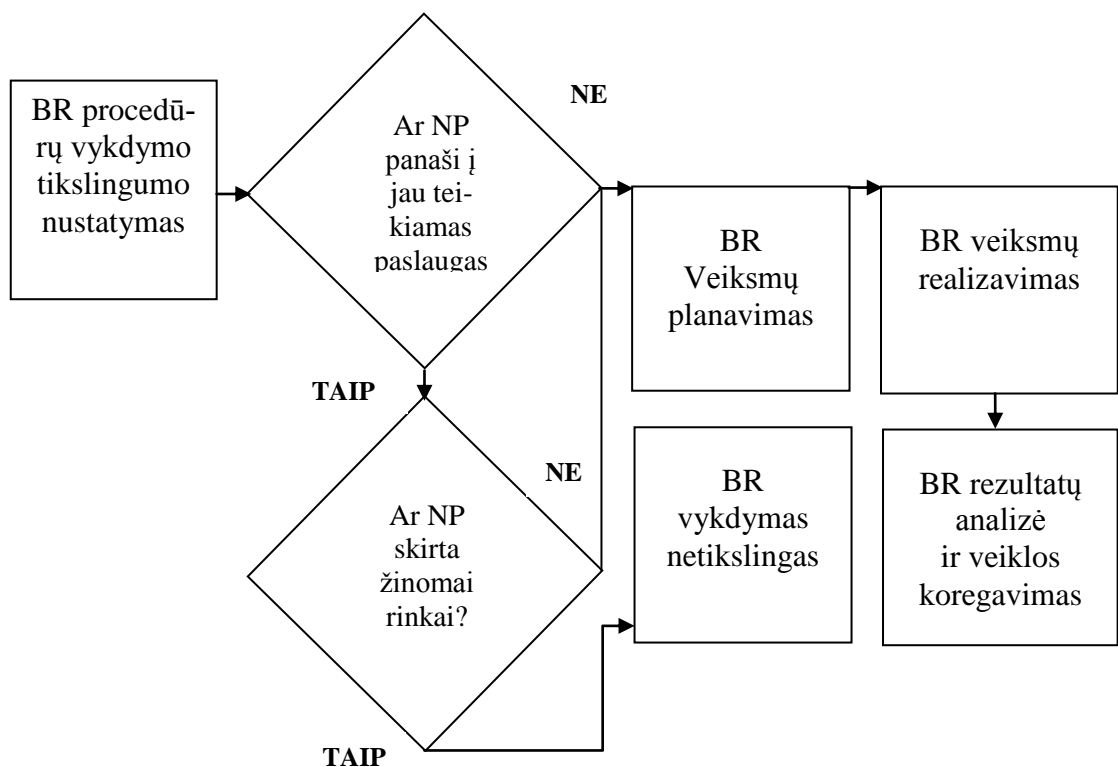 BR procedū-
rų vykdymo
tikslingumo
nustatymas
Ar NP
panaši į
jau tei-
kiamas
paslaugas
NE
BR
Veiksmų
planavimas
BR veiksmų
realizavimas
TAIP
Ar NP
skirta
žinomai
rinkai?
NE
BR
vykdymas
netikslingas
BR rezultatų
analizė
ir veiklos
koregavimas
TAIP